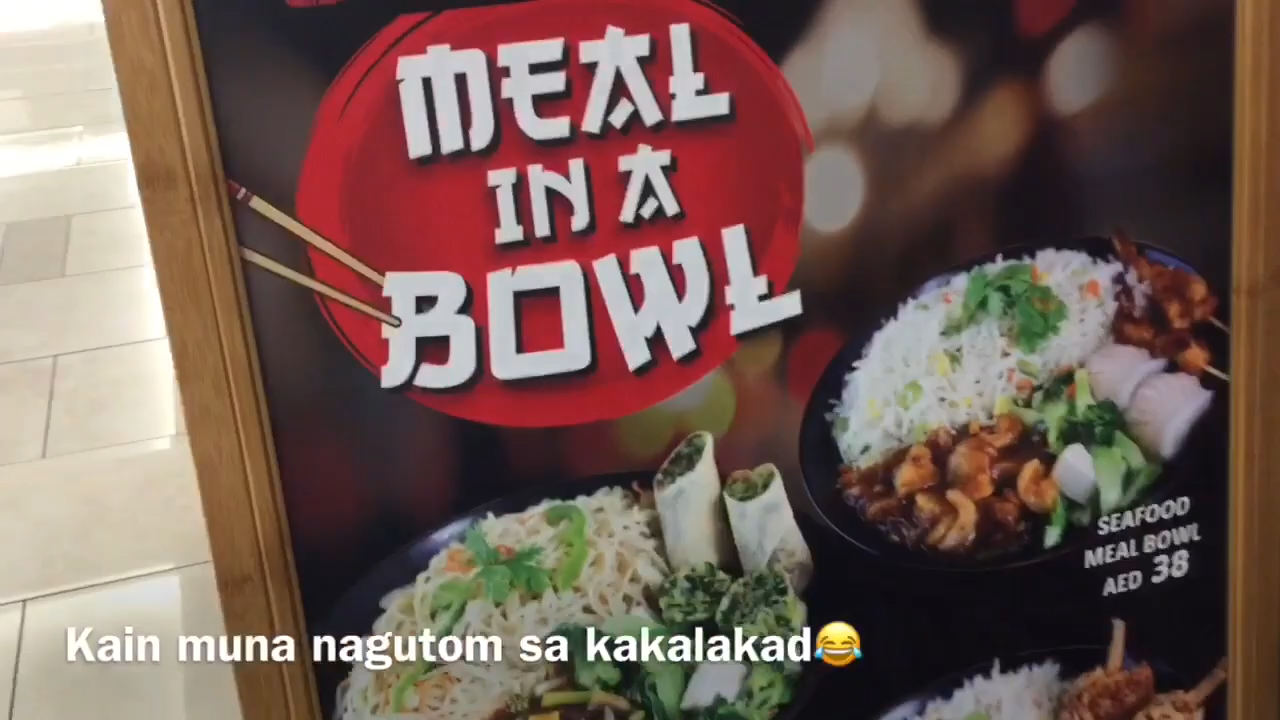 MEAL
IN A
BOWL
SEAFOOD
MEAL BOWL
AED 38
Kain muna nagutom sa kakalakad😂